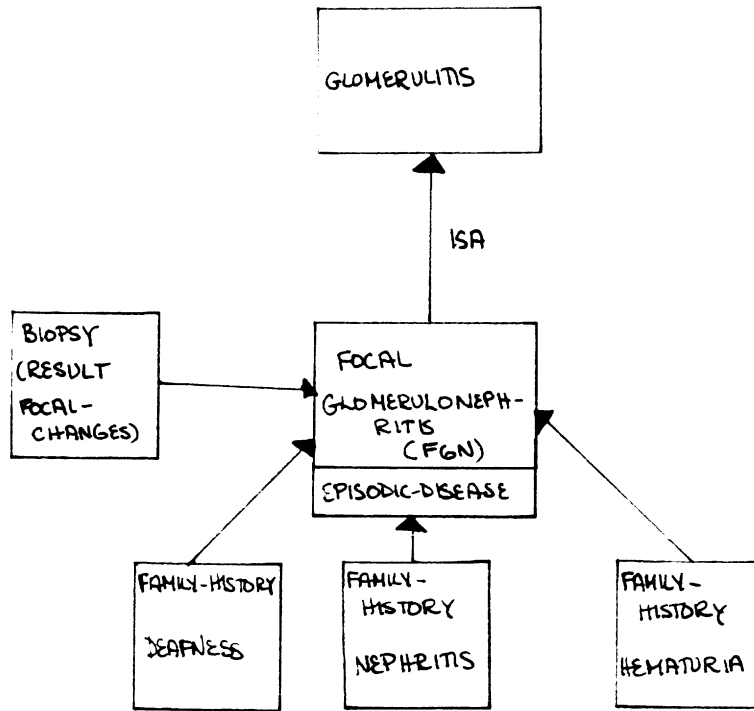 GLOMERULITIS
ISA
BIOPSY
(RESULT
FOCAL-
CHANGES)
FOCAL
GLOMERULONEPH-
RITIS
(FGN)
EPISODIC-DISEASE
FAMILY-HISTORY
DEAFNESS
FAMILY-
HISTORY
NEPHRITIS
FAMILY-
HISTORY
HEMATURIA